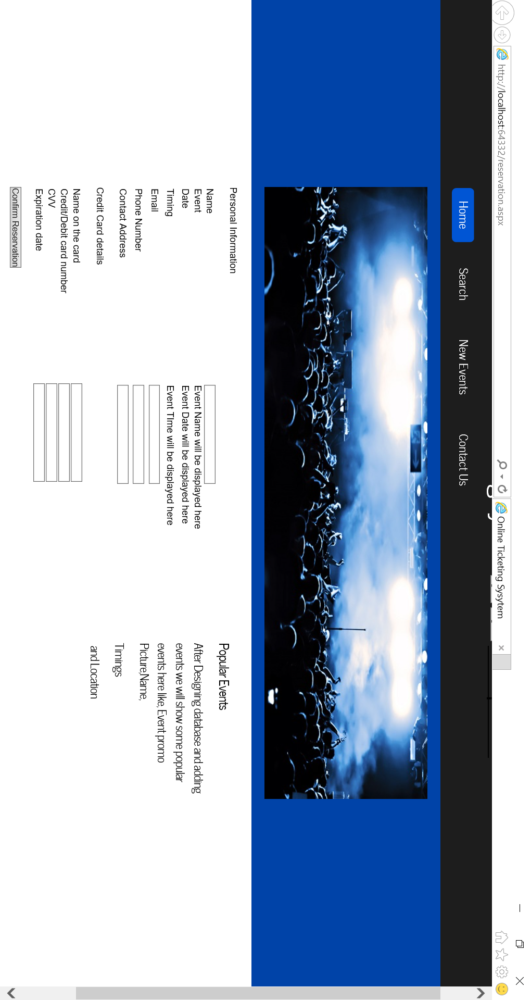 http://localhost:64332/reservation.aspx
Online Ticketing Sysytem
Home Search New Events Contact Us
Personal Information
Name
Event Event Name will be displayed here
Date Event Date will be displayed here
Timing Event TIme will be displayed here
Email
Phone Number
Contact Address
Credit Card details
Name on the card
Credit/Debit card number
CVV
Expiration date
Confirm Reservation
Popular Events
After Designing database and adding
events we will show some popular
events here like, Event promo
Picture,Name,
Timings
and Location